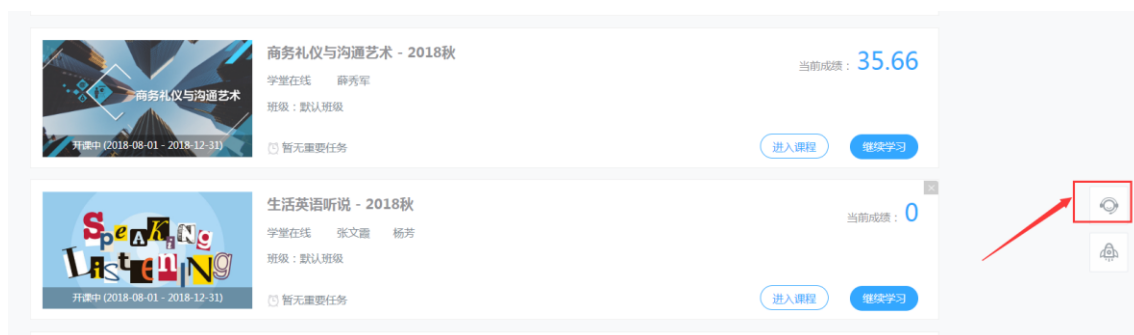 商务礼仪与沟通艺术 - 2018秋
当前成绩： 35.66
学堂在线 薛秀军
商务礼仪与沟通艺术
班级：默认班级
开课中 (2018-08-01 - 2018-12-31)
暂无重要任务
进入课程
继续学习
生活英语听说 - 2018秋
当前成绩： 0
学堂在线 张文霞 杨芳
SpeAKiNg
ListeniNG
班级：默认班级
开课中 (2018-08-01 - 2018-12-31)
暂无重要任务
进入课程
继续学习